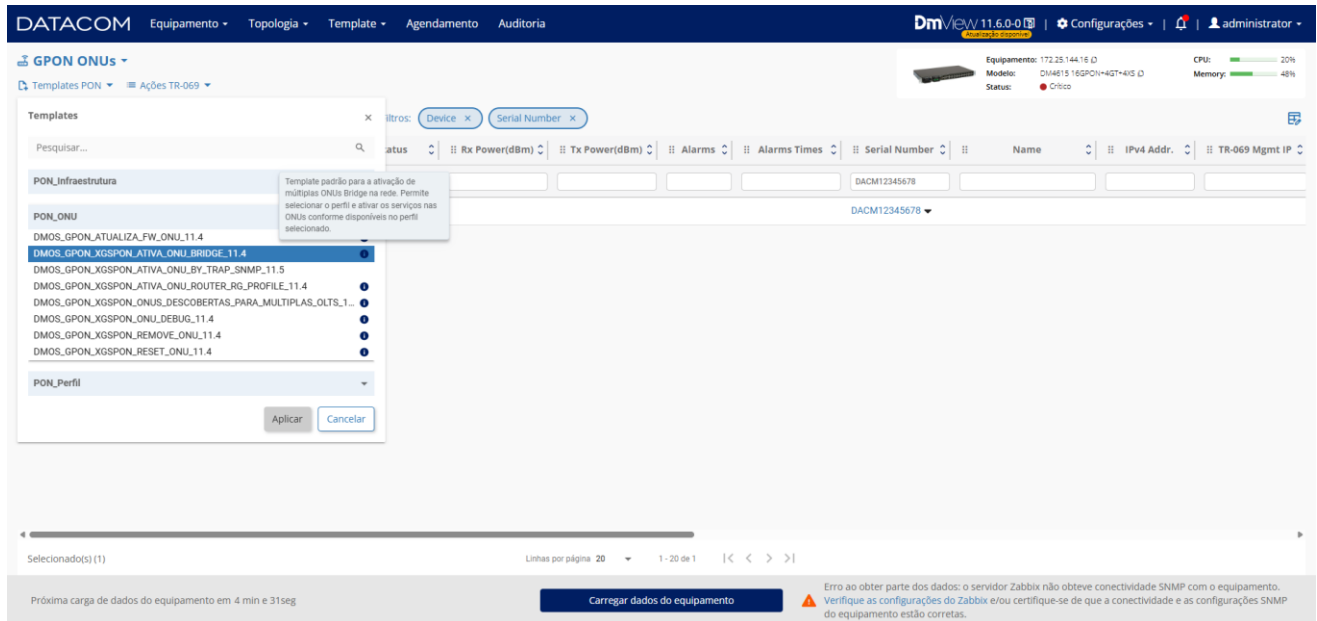 DATACOM Equipamento Topologia Template Agendamento Auditoria DmView 11.6.0-0 | Configurações | | administrator
Atualização disponível
GPON ONUs
Templates PON Ações TR-069
Equipamento: 172.25.144.16
Modelo: DM4615 16GPON+4GT+4XS
Status: Crítico
CPU: 20%
Memory: 48%
Templates ×
Pesquisar...
iltros: Device × Serial Number ×
atus Rx Power(dBm) Tx Power(dBm) Alarms Alarms Times Serial Number Name IPv4 Addr. TR-069 Mgmt IP
DACM12345678
DACM12345678
PON_Infraestrutura
Template padrão para a ativação de
múltiplas ONUs Bridge na rede. Permite
selecionar o perfil e ativar os serviços nas
ONUs conforme disponíveis no perfil
selecionado.
PON_ONU
DMOS_GPON_ATUALIZA_FW_ONU_11.4
DMOS_GPON_XGSPON_ATIVA_ONU_BRIDGE_11.4
DMOS_GPON_XGSPON_ATIVA_ONU_BY_TRAP_SNMP_11.5
DMOS_GPON_XGSPON_ATIVA_ONU_ROUTER_RG_PROFILE_11.4
DMOS_GPON_XGSPON_ONUS_DESCOBERTAS_PARA_MULTIPLAS_OLTS_1...
DMOS_GPON_XGSPON_ONU_DEBUG_11.4
DMOS_GPON_XGSPON_REMOVE_ONU_11.4
DMOS_GPON_XGSPON_RESET_ONU_11.4
PON_Perfil
Aplicar Cancelar
Selecionado(s) (1) Linhas por página 20 1 - 20 de 1 |< < > >|
Próxima carga de dados do equipamento em 4 min e 31seg
Carregar dados do equipamento
Erro ao obter parte dos dados: o servidor Zabbix não obteve conectividade SNMP com o equipamento.
Verifique as configurações do Zabbix e/ou certifique-se de que a conectividade e as configurações SNMP
do equipamento estão corretas.